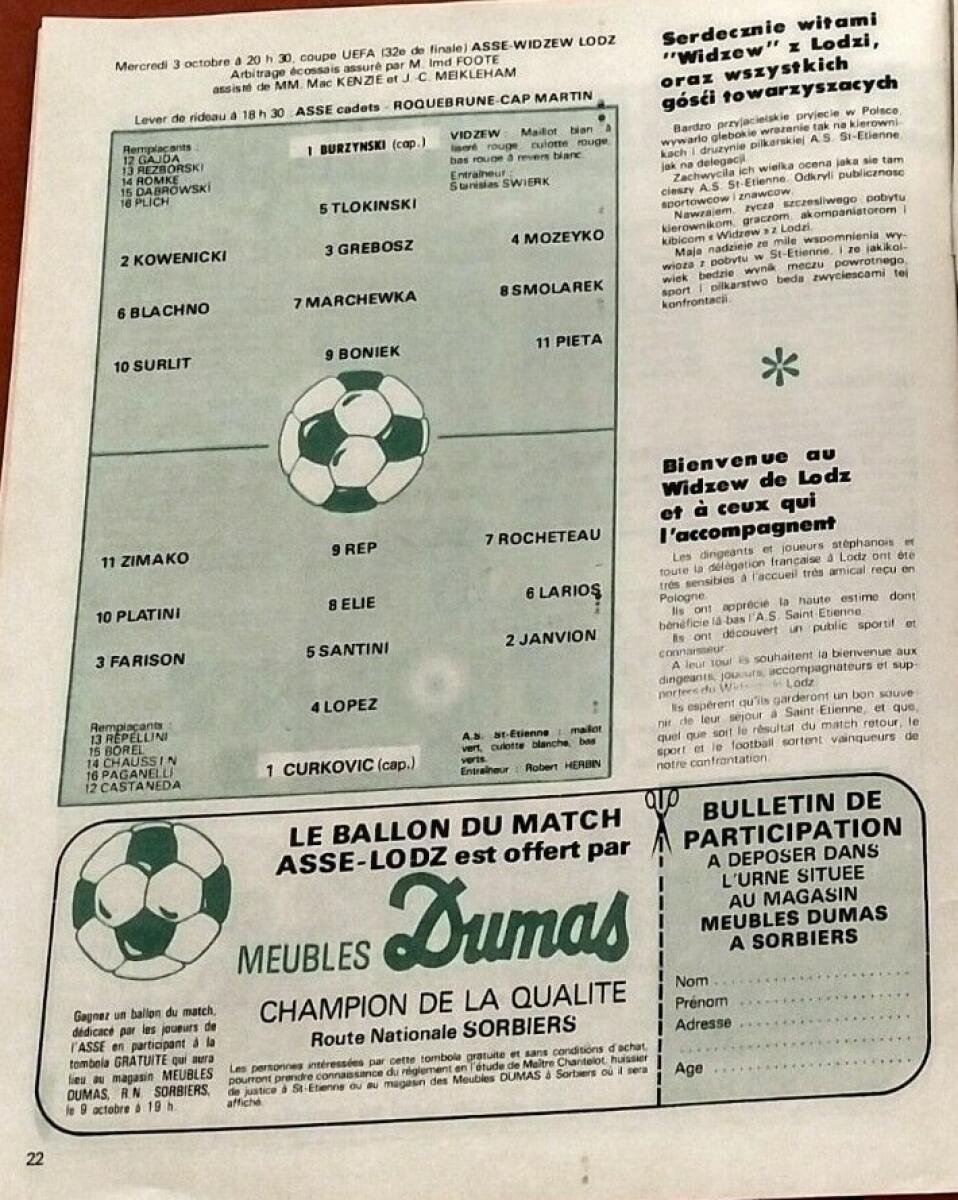 Mercredi 3 octobre à 20 h 30, coupe UEFA (32e de finale) ASSE-WIDZEW LODZ
Arbitrage écossais assuré par M. Imd FOOTE
assisté de MM. Mac KENZIE et J.-C. MEIKLEHAM
Lever de rideau à 18 h 30 : ASSE cadets - ROQUEBRUNE-CAP MARTIN
Remplaçants :
12 GAJDA
13 REZBORSKI
14 ROMKE
15 DABROWSKI
16 PLICH
1 BURZYNSKI (cap.)
VIDZEW : Maillot blan à
liseré rouge, culotte rouge,
bas rouge à revers blanc.
Entraîneur :
Stanislas SWIERK
5 TLOKINSKI
2 KOWENICKI
3 GREBOSZ
4 MOZEYKO
6 BLACHNO
7 MARCHEWKA
8 SMOLAREK
10 SURLIT
9 BONIEK
11 PIETA
11 ZIMAKO
9 REP
7 ROCHETEAU
10 PLATINI
8 ELIE
6 LARIOS
3 FARISON
5 SANTINI
2 JANVION
4 LOPEZ
Remplaçants :
13 REPELLINI
15 BOREL
14 CHAUSSIN
16 PAGANELLI
12 CASTANEDA
1 CURKOVIC (cap.)
A.S. St-Étienne : maillot
vert, culotte blanche, bas
verts.
Entraîneur : Robert HERBIN
Serdecznie witami
"Widzew" z Lodzi,
oraz wszystkich
gósći towarzyszacych
Bardzo przyjacielskie pryjecie w Polsce,
wywarlo glebokie wrazenie tak na kierowni-
kach i druzynie pilkarskiej A.S. St-Etienne
jak na delegacji.
Zachwycila ich wielka ocena jaka sie tam
cieszy A.S. St-Etienne. Odkryli publicznosc
sportowcow i znawcow.
Nawzajem, zycza szczesliwego pobytu
kierownikom, graczom, akompaniatorom i
kibicom « Widzew » z Lodzi.
Maja nadzieje ze mile wspomnienia wy-
wioza z pobytu w St-Etienne, i ze jakikol-
wiek bedzie wynik meczu powrotnego,
sport i pilkarstwo beda zwyciescami tej
konfrontacji.
Bienvenue au
Widzew de Lodz
et à ceux qui
l'accompagnent
Les dirigeants et joueurs stéphanois et
toute la délégation française à Lodz ont été
très sensibles à l'accueil très amical reçu en
Pologne.
Ils ont apprécié la haute estime dont
bénéficie là-bas l'A.S. Saint-Etienne.
Ils ont découvert un public sportif et
connaisseur.
A leur tour ils souhaitent la bienvenue aux
dirigeants, joueurs, accompagnateurs et sup-
porters du Widzew de Lodz.
Ils espèrent qu'ils garderont un bon souve-
nir de leur séjour à Saint-Etienne, et que,
quel que soit le résultat du match retour, le
sport et le football sortent vainqueurs de
notre confrontation.
LE BALLON DU MATCH
ASSE-LODZ est offert par
MEUBLES Dumas
CHAMPION DE LA QUALITE
Route Nationale SORBIERS
Gagnez un ballon du match,
dédicacé par les joueurs de
l'ASSE en participant à la
tombola GRATUITE qui aura
lieu au magasin MEUBLES
DUMAS, R.N. SORBIERS,
le 9 octobre à 19 h.
Les personnes intéressées par cette tombola gratuite et sans conditions d'achat,
pourront prendre connaissance du réglement en l'étude de Maître Chantelot, huissier
de justice à St-Etienne ou au magasin des Meubles DUMAS à Sorbiers où il sera
affiché.
BULLETIN DE
PARTICIPATION
A DEPOSER DANS
L'URNE SITUEE
AU MAGASIN
MEUBLES DUMAS
A SORBIERS
Nom
Prénom
Adresse
Age
22